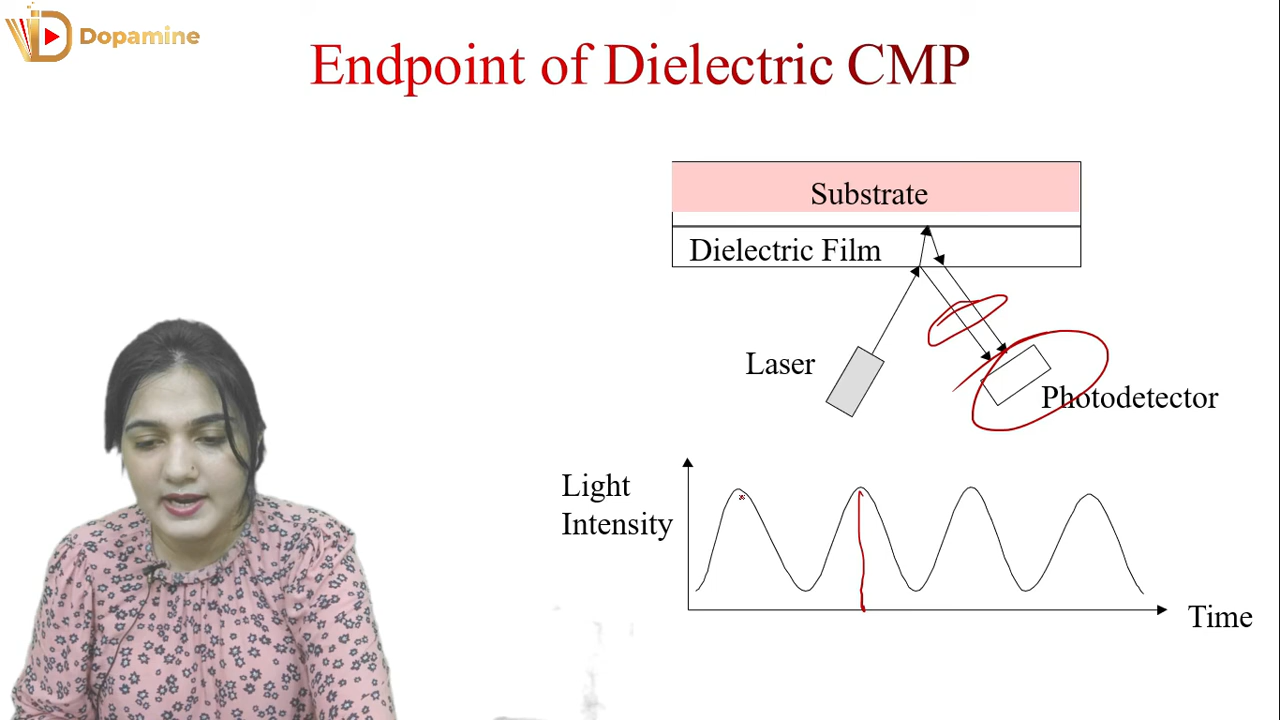 Dopamine
Endpoint of Dielectric CMP
Substrate
Dielectric Film
Laser
Photodetector
Light
Intensity
Time